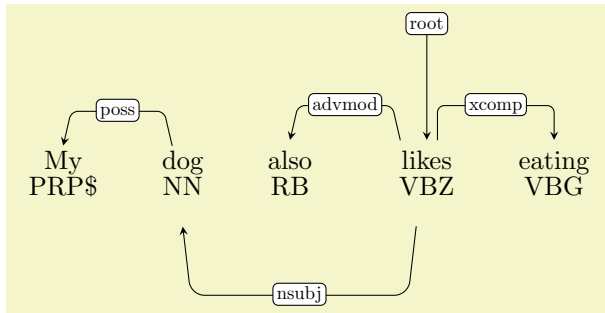 root
poss advmod xcomp
My dog also likes eating
PRP$ NN RB VBZ VBG
nsubj